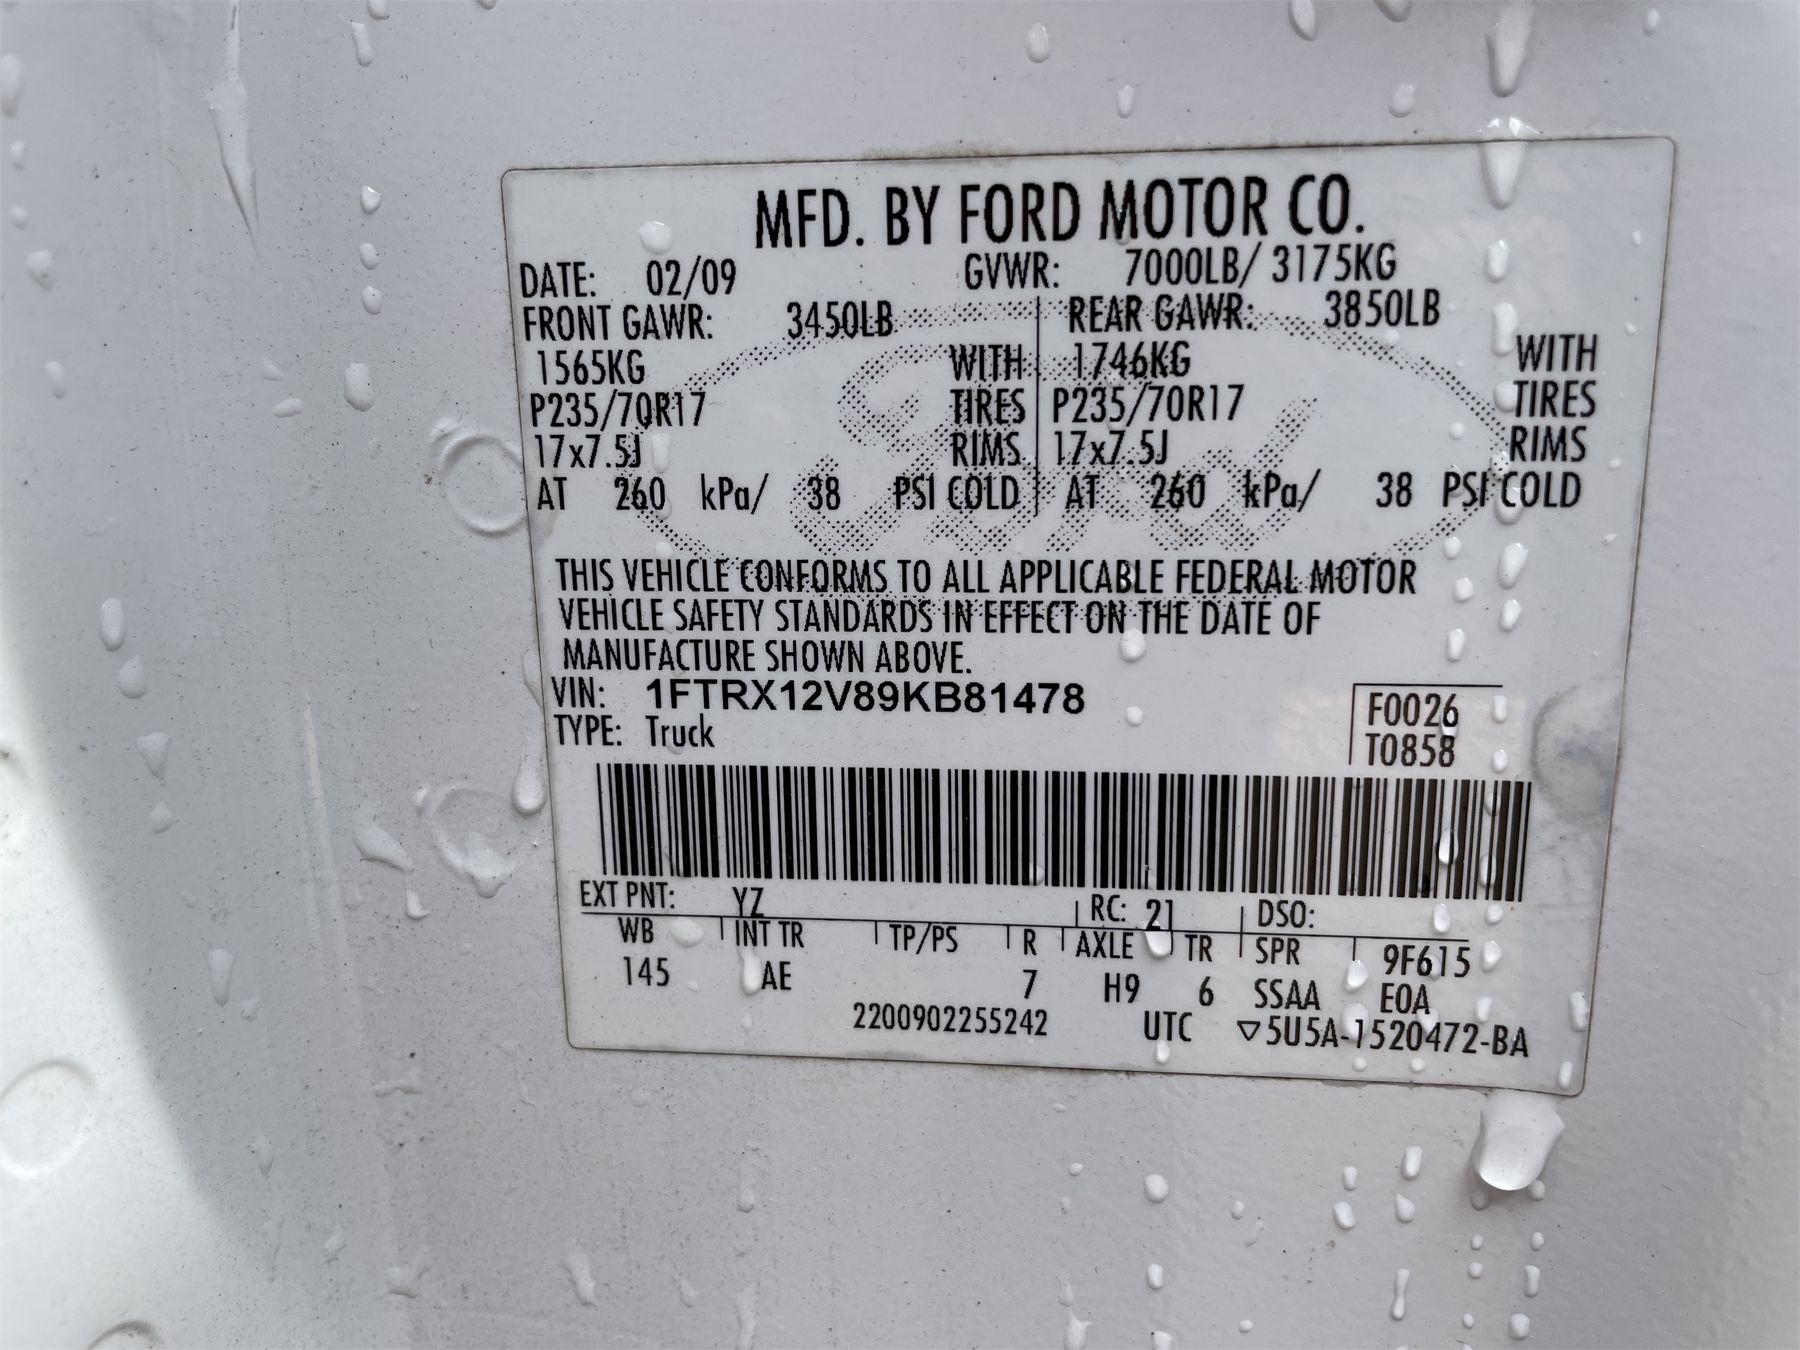 MFD. BY FORD MOTOR CO.
DATE: 02/09 GVWR: 7000LB/ 3175KG
FRONT GAWR: 3450LB REAR GAWR: 3850LB
1565KG WITH 1746KG WITH
P235/70R17 TIRES P235/70R17 TIRES
17x7.5J RIMS 17x7.5J RIMS
AT 260 kPa/ 38 PSI COLD AT 260 kPa/ 38 PSI COLD
Ford
THIS VEHICLE CONFORMS TO ALL APPLICABLE FEDERAL MOTOR
VEHICLE SAFETY STANDARDS IN EFFECT ON THE DATE OF
MANUFACTURE SHOWN ABOVE.
VIN: 1FTRX12V89KB81478 F0026
TYPE: Truck T0858
EXT PNT: YZ RC: 21 DSO:
WB INT TR TP/PS R AXLE TR SPR 9F615
145 AE 7 H9 6 SSAA E0A
2200902255242 UTC ▽5U5A-1520472-BA